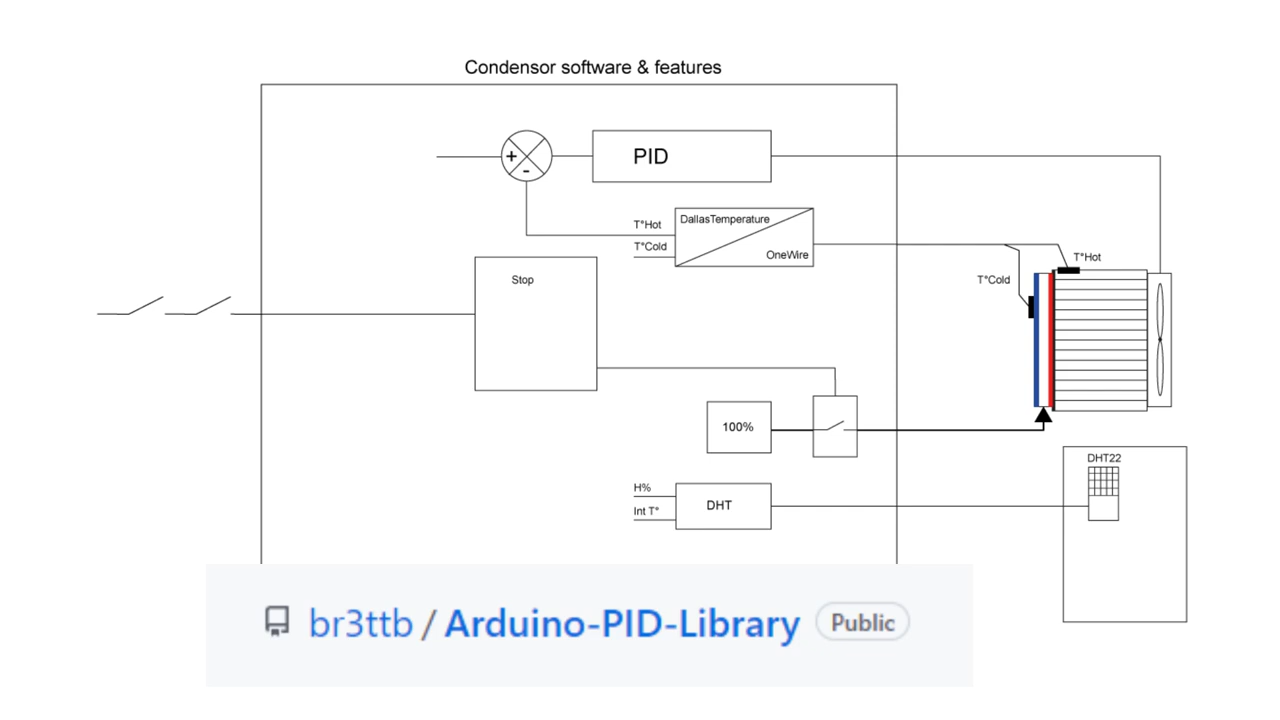 Condensor software & features
+
-
PID
T°Hot
T°Cold
DallasTemperature
OneWire
T°Hot
T°Cold
Stop
100%
H%
Int T°
DHT
DHT22
br3ttb / Arduino-PID-Library Public